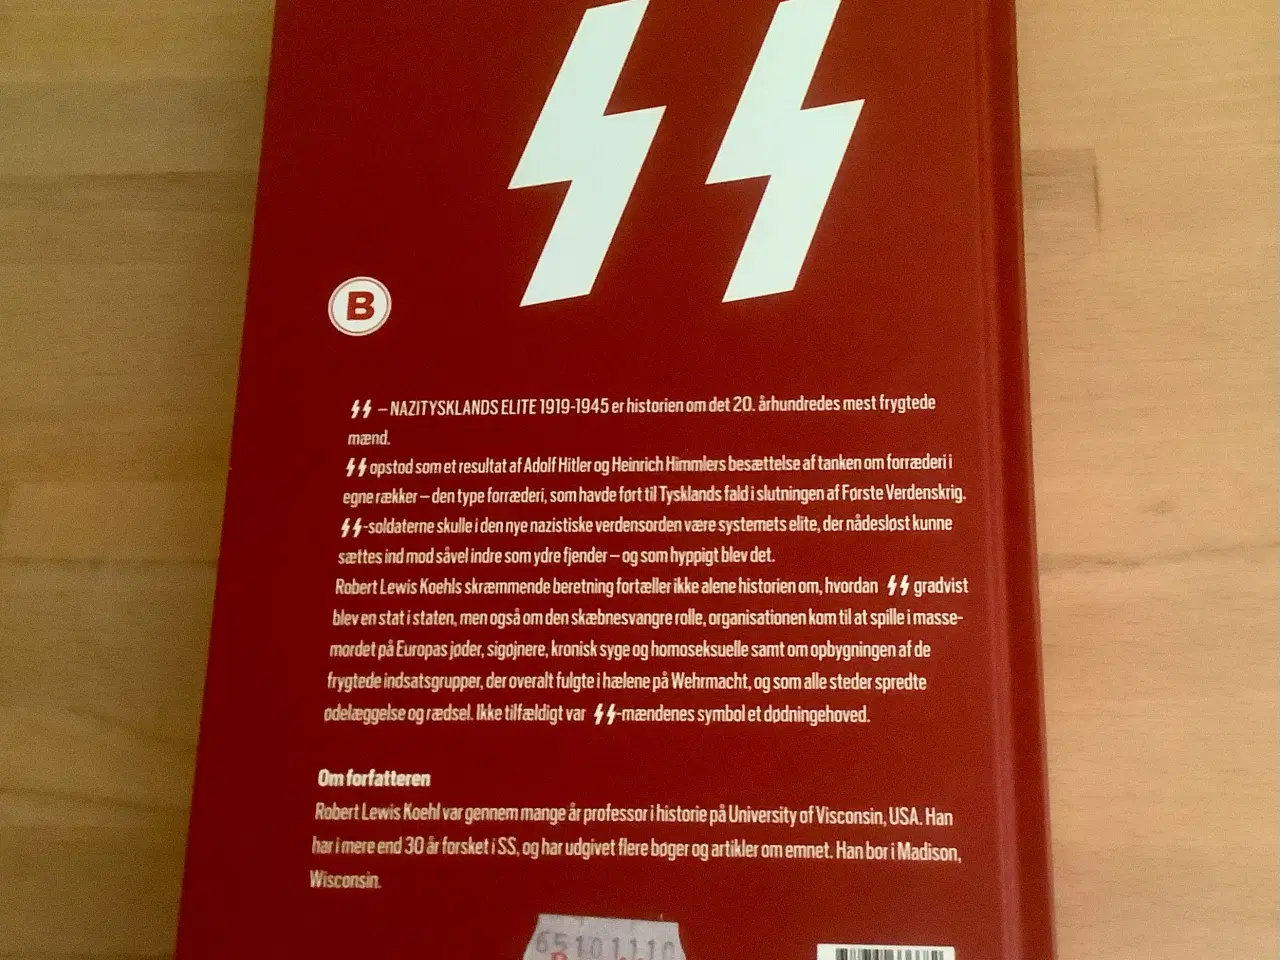 SS
B
SS – NAZITYSKLANDS ELITE 1919-1945 er historien om det 20. århundredes mest frygtede
mænd.
SS opstod som et resultat af Adolf Hitler og Heinrich Himmlers besættelse af tanken om forræderi i
egne rækker – den type forræderi, som havde ført til Tysklands fald i slutningen af Første Verdenskrig.
SS-soldaterne skulle i den nye nazistiske verdensorden være systemets elite, der nådesløst kunne
sættes ind mod såvel indre som ydre fjender – og som hyppigt blev det.
Robert Lewis Koehls skræmmende beretning fortæller ikke alene historien om, hvordan SS gradvist
blev en stat i staten, men også om den skæbnesvangre rolle, organisationen kom til at spille i masse-
mordet på Europas jøder, sigøjnere, kronisk syge og homoseksuelle samt om opbygningen af de
frygtede indsatsgrupper, der overalt fulgte i hælene på Wehrmacht, og som alle steder spredte
ødelæggelse og rædsel. Ikke tilfældigt var SS-mændenes symbol et dødningehoved.
Om forfatteren
Robert Lewis Koehl var gennem mange år professor i historie på University of Visconsin, USA. Han
har i mere end 30 år forsket i SS, og har udgivet flere bøger og artikler om emnet. Han bor i Madison,
Wisconsin.
65101110